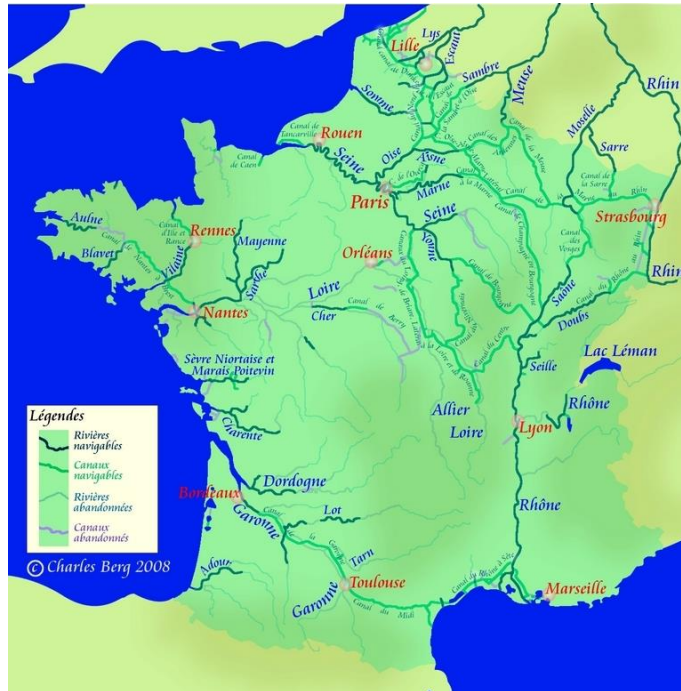 Lys
Escaut
Lille
Sambre
Somme
Meuse
Rhin
Moselle
Canal de
Tancarville
Rouen
Seine
Oise
Aisne
Sarre
Canal
de Caen
Marne
Canal de
la Sarre
Paris
Strasbourg
Aulne
Canal
d'Ille et
Rance
Rennes
Mayenne
Seine
Yonne
Canal
des
Vosges
Blavet
Vilaine
Sarthe
Orléans
Rhin
Loire
Saône
Nantes
Cher
Canal de Berry
Doubs
Canal du Centre
Sèvre Niortaise et
Marais Poitevin
Seille
Lac Léman
Allier
Loire
Rhône
Lyon
Charente
Légendes
Rivières
navigables
Canaux
navigables
Rivières
abandonnées
Canaux
abandonnés
© Charles Berg 2008
Dordogne
Bordeaux
Garonne
Lot
Rhône
Adour
Tarn
Garonne
Toulouse
Canal du Midi
Marseille